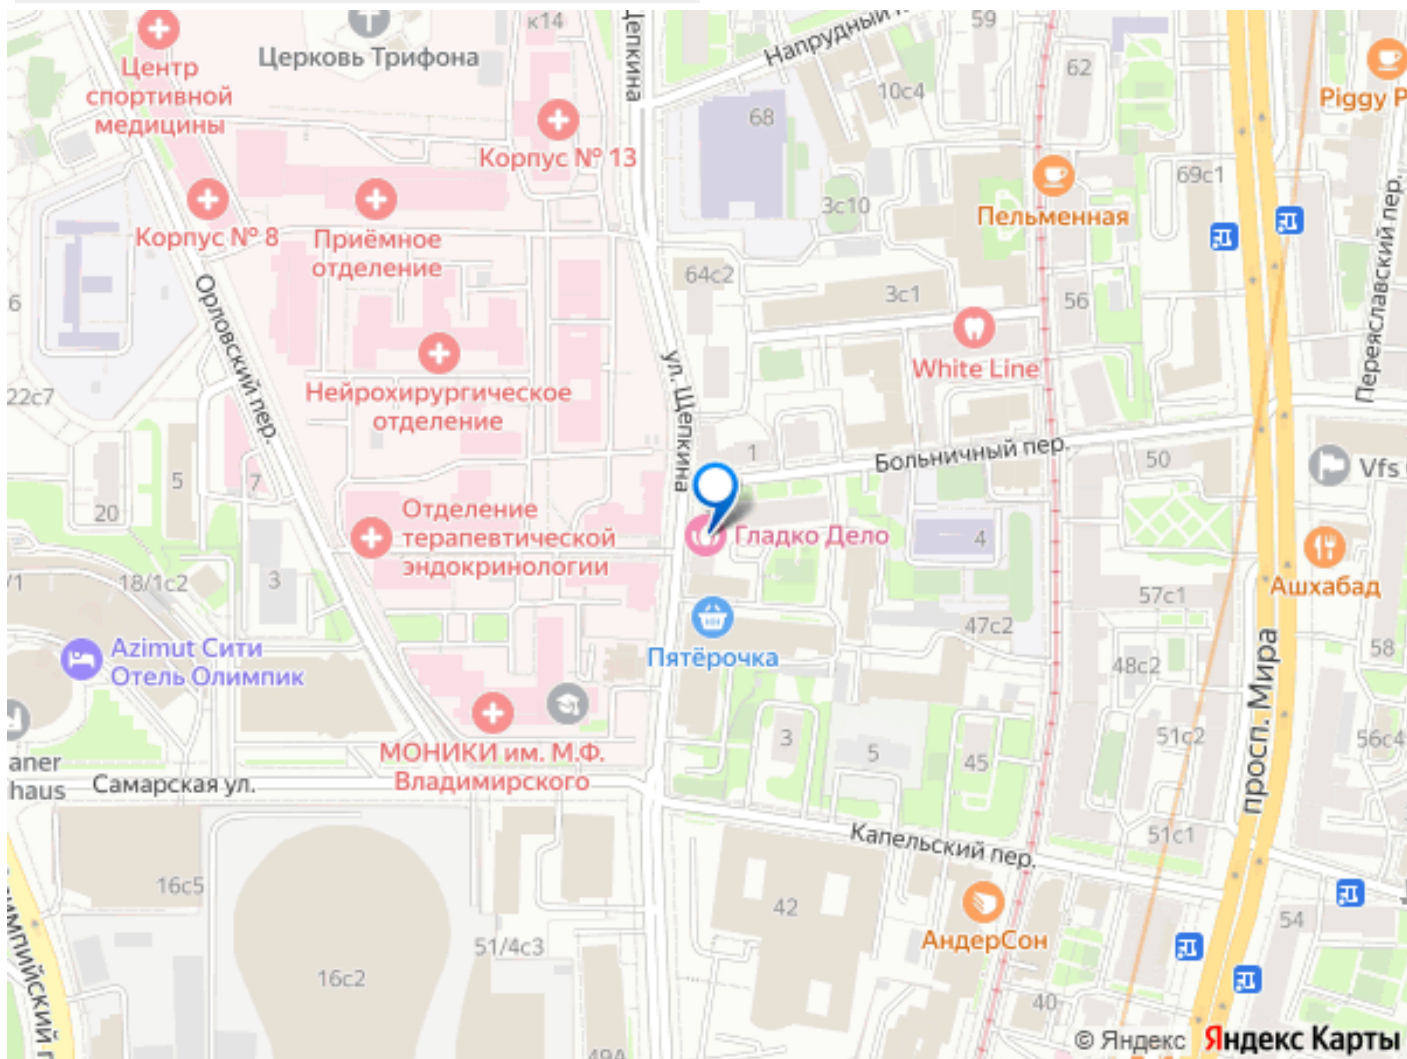 Центр
спортивной
медицины
Церковь Трифона
к14
Щепкина
Напрудный
59
62
10с4
68
Piggy P
Корпус № 13
Корпус № 8
Приёмное
отделение
3с10
Пельменная
69с1
Переяславский пер.
6
Орловский пер.
64с2
3с1
56
White Line
ул. Щепкина
Нейрохирургическое
отделение
22с7
1
Больничный пер.
50
Vfs
5
7
20
Отделение
терапевтической
эндокринологии
Гладко Дело
4
Ашхабад
/1
18/1с2
3
57с1
Azimut Сити
Отель Олимпик
Пятёрочка
47с2
48с2
58
просп. Мира
МОНИКИ им. М.Ф.
Владимирского
3
5
45
51с2
56с4
aner
haus
Самарская ул.
Капельский пер.
51с1
16с5
42
АндерСон
54
51/4с3
16с2
40
49А
© Яндекс Яндекс Карты